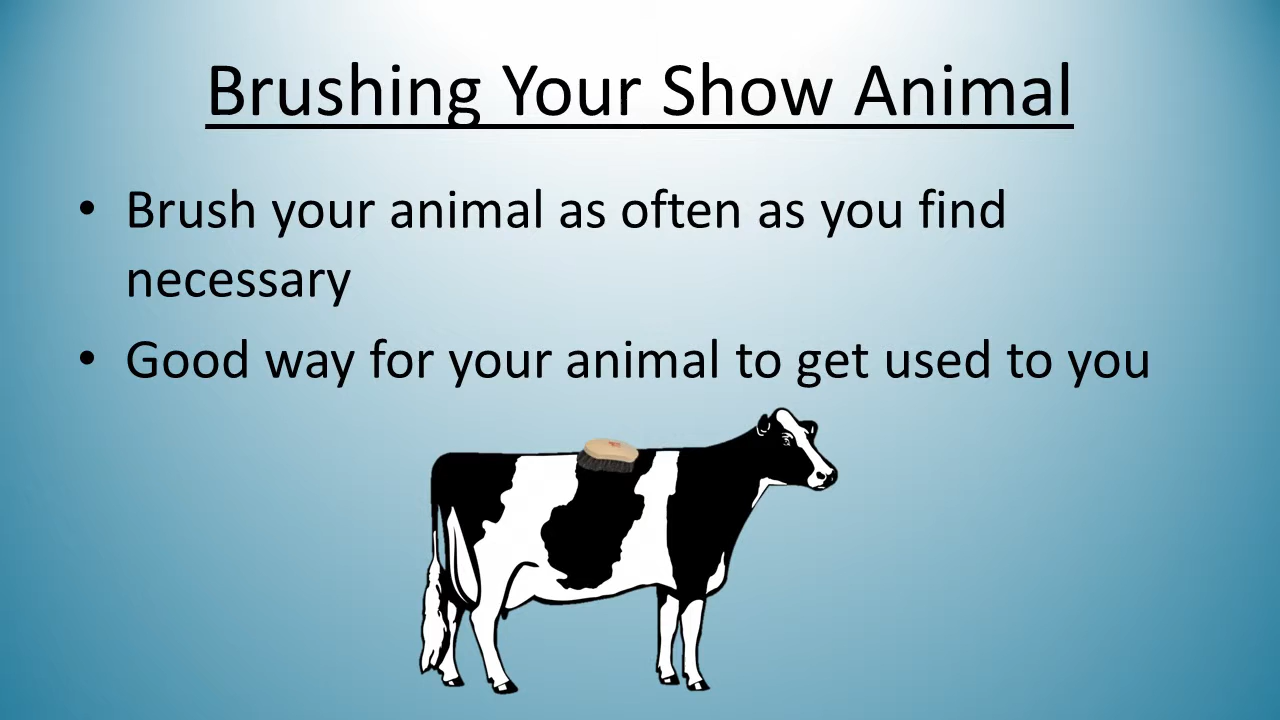 Brushing Your Show Animal
• Brush your animal as often as you find
necessary
• Good way for your animal to get used to you